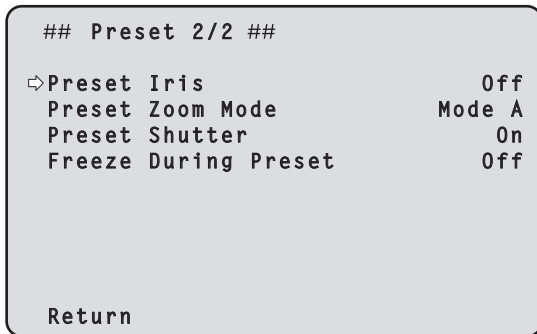 ## Preset 2/2 ##
⇨Preset Iris Off
Preset Zoom Mode Mode A
Preset Shutter On
Freeze During Preset Off
Return